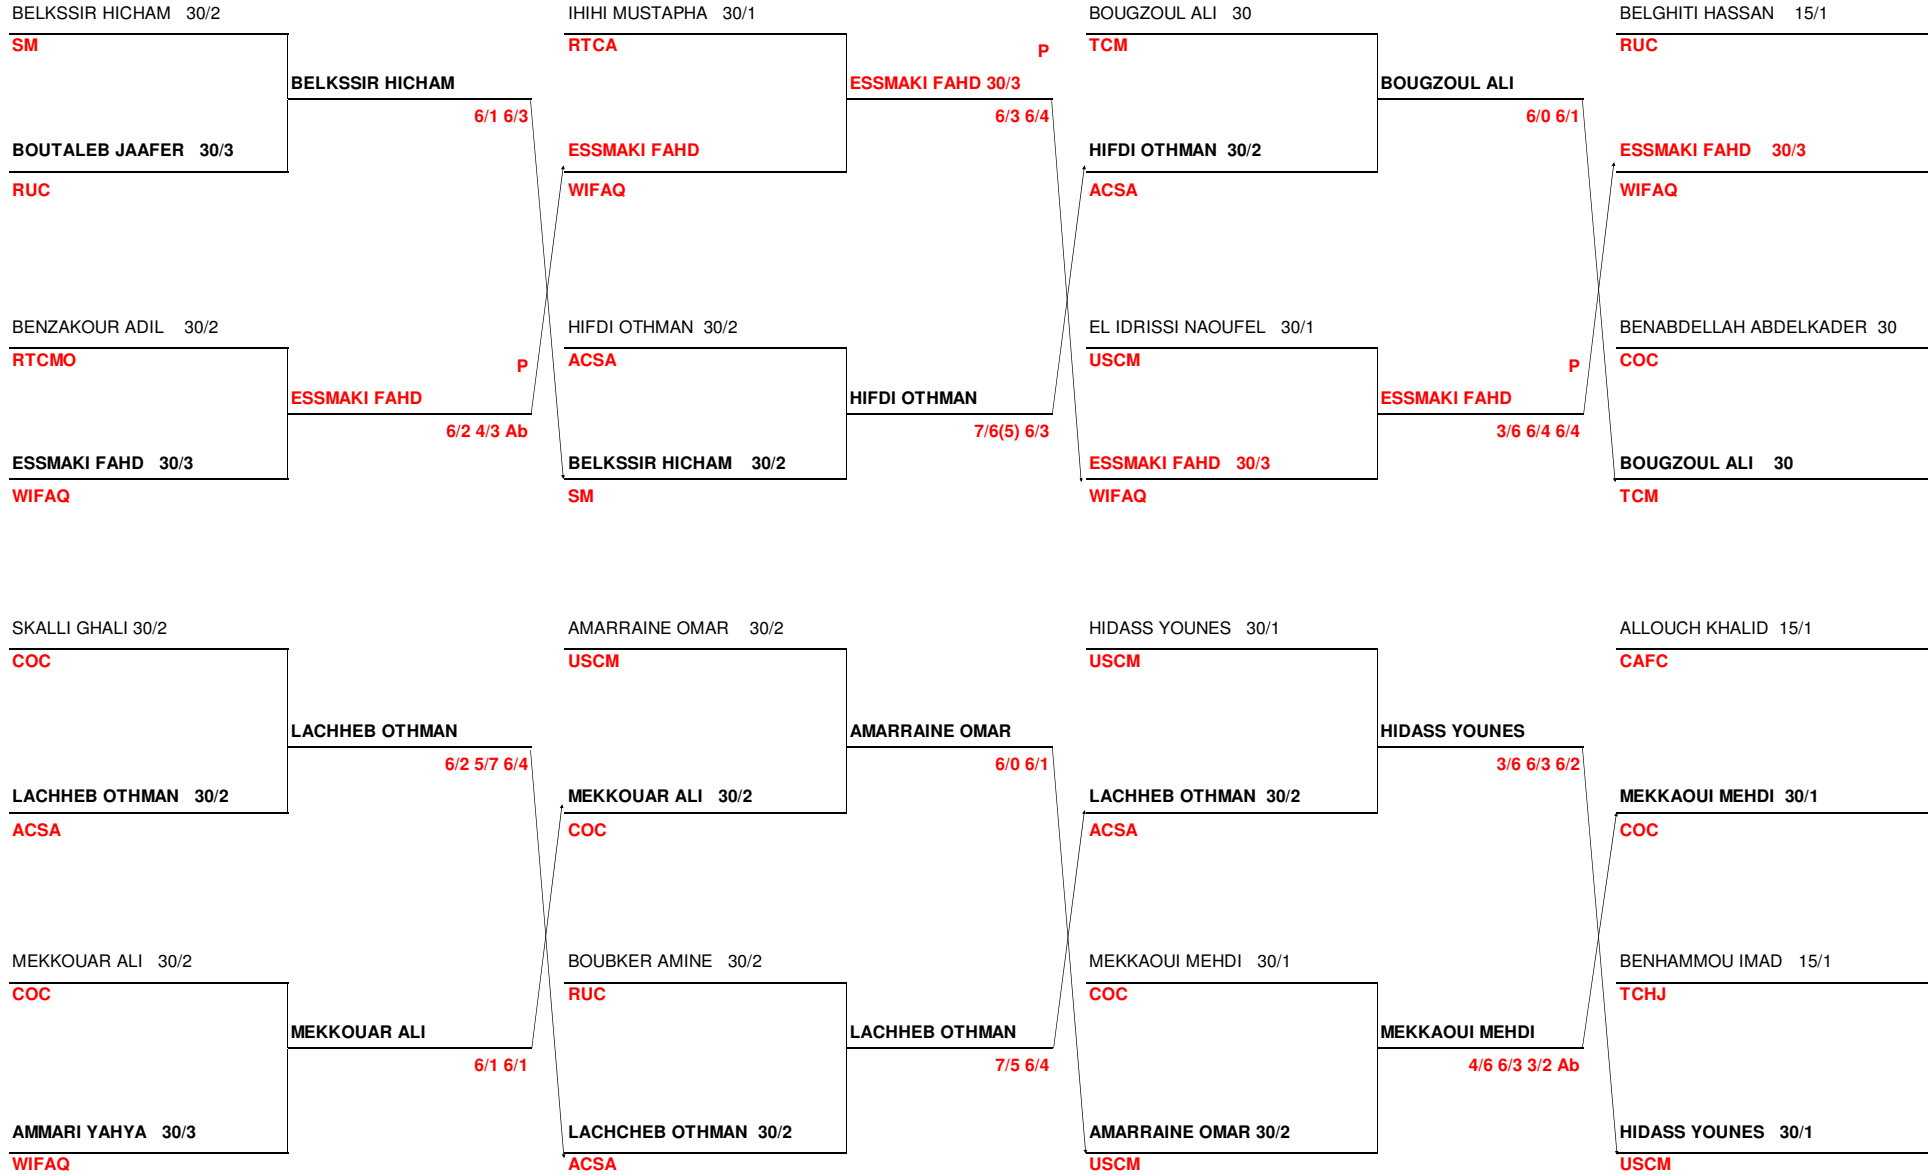 BELKSSIR HICHAM 30/2
IHIHI MUSTAPHA 30/1
BOUGZOUL ALI 30
BELGHITI HASSAN 15/1
SM
RTCA
P
TCM
RUC
BELKSSIR HICHAM
ESSMAKI FAHD 30/3
BOUGZOUL ALI
6/1 6/3
6/3 6/4
6/0 6/1
BOUTALEB JAAFER 30/3
ESSMAKI FAHD
HIFDI OTHMAN 30/2
ESSMAKI FAHD 30/3
RUC
WIFAQ
ACSA
WIFAQ
BENZAKOUR ADIL 30/2
HIFDI OTHMAN 30/2
EL IDRISSI NAOUFEL 30/1
BENABDELLAH ABDELKADER 30
RTCMO
P
ACSA
USCM
P
COC
ESSMAKI FAHD
HIFDI OTHMAN
ESSMAKI FAHD
6/2 4/3 Ab
7/6(5) 6/3
3/6 6/4 6/4
ESSMAKI FAHD 30/3
BELKSSIR HICHAM 30/2
ESSMAKI FAHD 30/3
BOUGZOUL ALI 30
WIFAQ
SM
WIFAQ
TCM
SKALLI GHALI 30/2
AMARRAINE OMAR 30/2
HIDASS YOUNES 30/1
ALLOUCH KHALID 15/1
COC
USCM
USCM
CAFC
LACHHEB OTHMAN
AMARRAINE OMAR
HIDASS YOUNES
6/2 5/7 6/4
6/0 6/1
3/6 6/3 6/2
LACHHEB OTHMAN 30/2
MEKKOUAR ALI 30/2
LACHHEB OTHMAN 30/2
MEKKAOUI MEHDI 30/1
ACSA
COC
ACSA
COC
MEKKOUAR ALI 30/2
BOUBKER AMINE 30/2
MEKKAOUI MEHDI 30/1
BENHAMMOU IMAD 15/1
COC
RUC
COC
TCHJ
MEKKOUAR ALI
LACHHEB OTHMAN
MEKKAOUI MEHDI
6/1 6/1
7/5 6/4
4/6 6/3 3/2 Ab
AMMARI YAHYA 30/3
LACHCHEB OTHMAN 30/2
AMARRAINE OMAR 30/2
HIDASS YOUNES 30/1
WIFAQ
ACSA
USCM
USCM